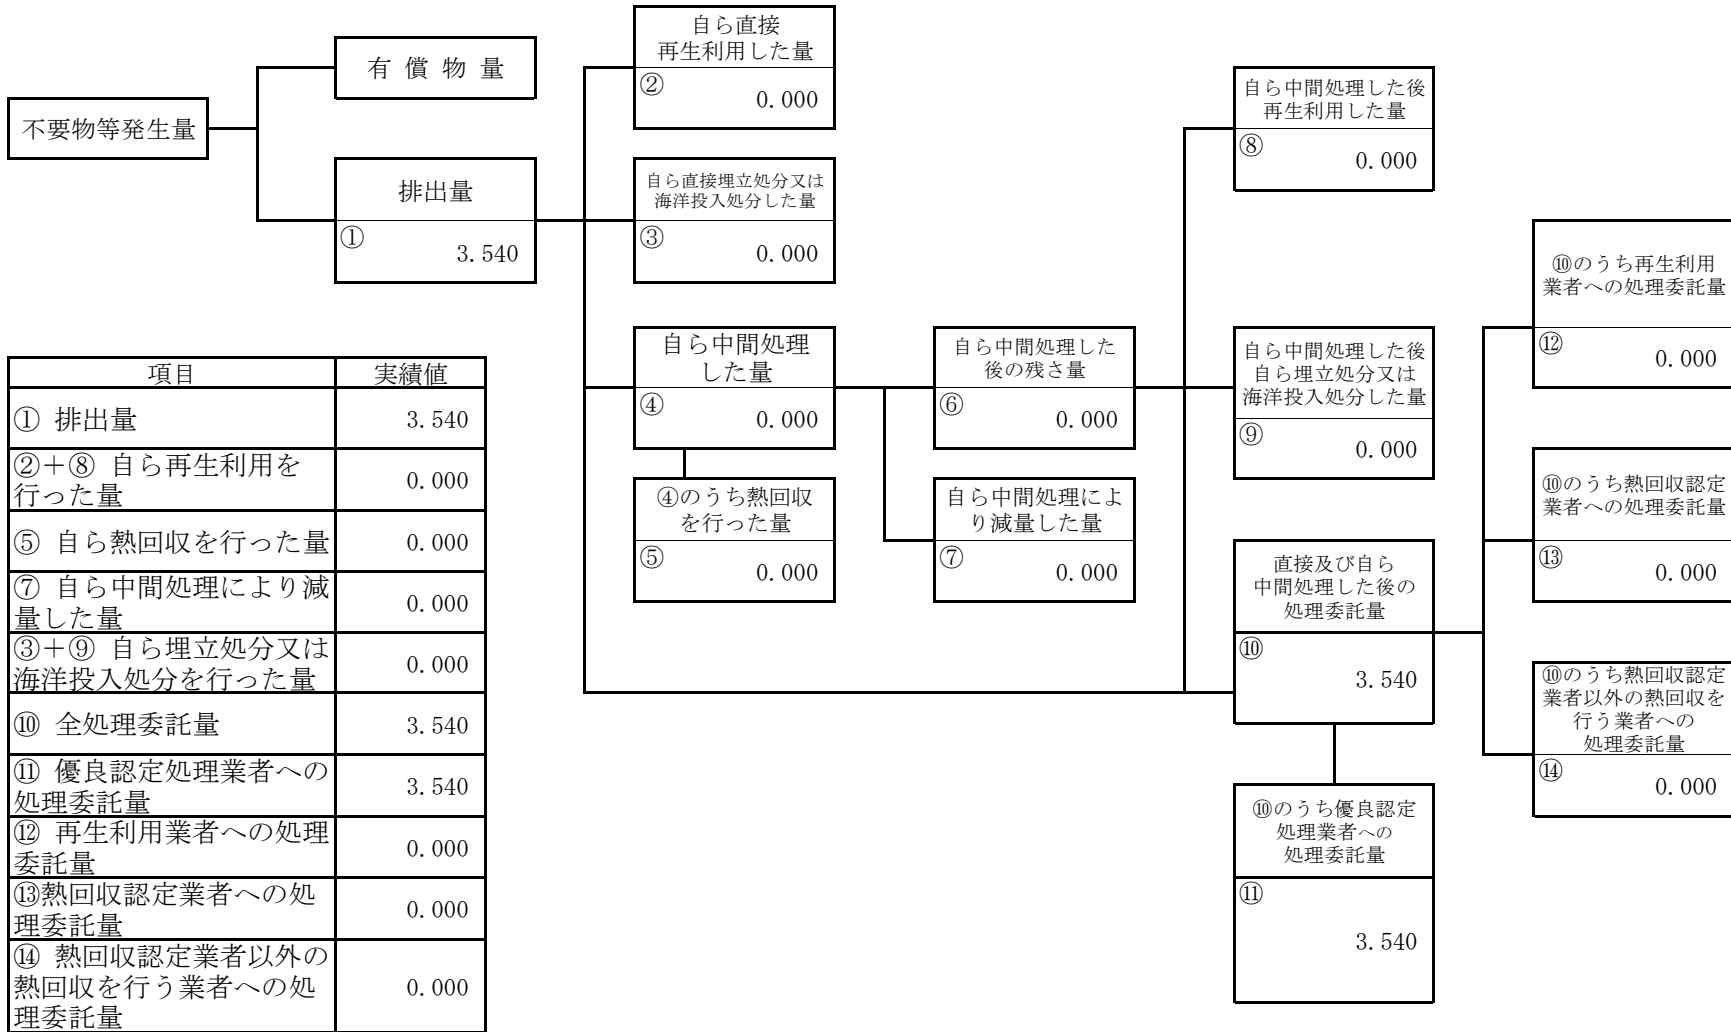 不要物等発生量
有 償 物 量
排出量
①
3.540
自ら直接
再生利用した量
②
0.000
自ら直接埋立処分又は
海洋投入処分した量
③
0.000
自ら中間処理
した量
④
0.000
④のうち熱回収
を行った量
⑤
0.000
自ら中間処理した
後の残さ量
⑥
0.000
自ら中間処理によ
り減量した量
⑦
0.000
自ら中間処理した後
再生利用した量
⑧
0.000
自ら中間処理した後
自ら埋立処分又は
海洋投入処分した量
⑨
0.000
直接及び自ら
中間処理した後の
処理委託量
⑩
3.540
⑩のうち優良認定
処理業者への
処理委託量
⑪
3.540
⑩のうち再生利用
業者への処理委託量
⑫
0.000
⑩のうち熱回収認定
業者への処理委託量
⑬
0.000
⑩のうち熱回収認定
業者以外の熱回収を
行う業者への
処理委託量
⑭
0.000
項目 実績値
① 排出量 3.540
②+⑧ 自ら再生利用を
行った量 0.000
⑤ 自ら熱回収を行った量 0.000
⑦ 自ら中間処理により減
量した量 0.000
③+⑨ 自ら埋立処分又は
海洋投入処分を行った量 0.000
⑩ 全処理委託量 3.540
⑪ 優良認定処理業者への
処理委託量 3.540
⑫ 再生利用業者への処理
委託量 0.000
⑬熱回収認定業者への処
理委託量 0.000
⑭ 熱回収認定業者以外の
熱回収を行う業者への処
理委託量 0.000